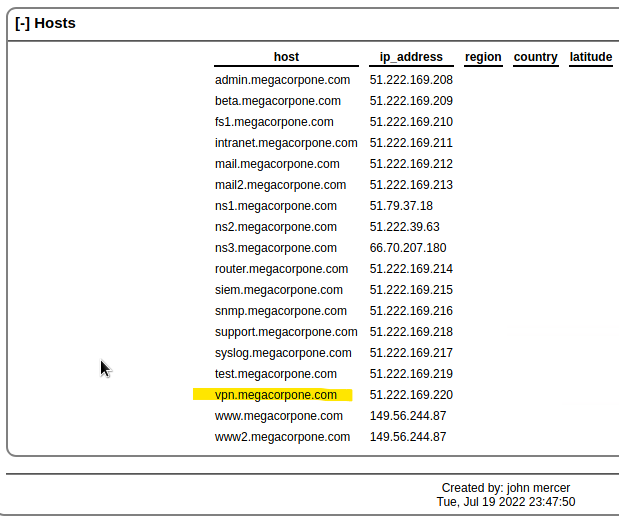 [-] Hosts
host ip_address region country latitude
admin.megacorpone.com 51.222.169.208
beta.megacorpone.com 51.222.169.209
fs1.megacorpone.com 51.222.169.210
intranet.megacorpone.com 51.222.169.211
mail.megacorpone.com 51.222.169.212
mail2.megacorpone.com 51.222.169.213
ns1.megacorpone.com 51.79.37.18
ns2.megacorpone.com 51.222.39.63
ns3.megacorpone.com 66.70.207.180
router.megacorpone.com 51.222.169.214
siem.megacorpone.com 51.222.169.215
snmp.megacorpone.com 51.222.169.216
support.megacorpone.com 51.222.169.218
syslog.megacorpone.com 51.222.169.217
test.megacorpone.com 51.222.169.219
vpn.megacorpone.com 51.222.169.220
www.megacorpone.com 149.56.244.87
www2.megacorpone.com 149.56.244.87
Created by: john mercer
Tue, Jul 19 2022 23:47:50